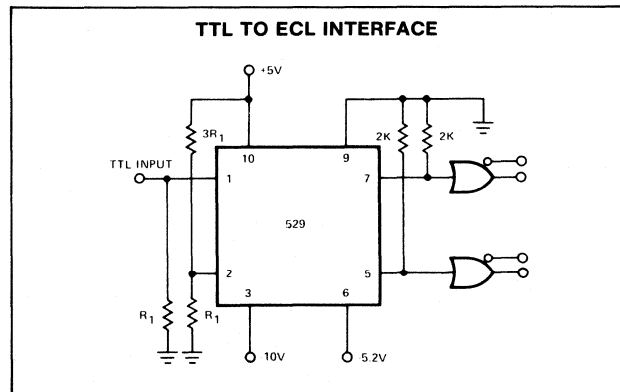 TTL TO ECL INTERFACE
+5V
3R1
2K 2K
10 9
TTL INPUT
1 7
529
2 5
3 6
R1 R1
10V 5.2V